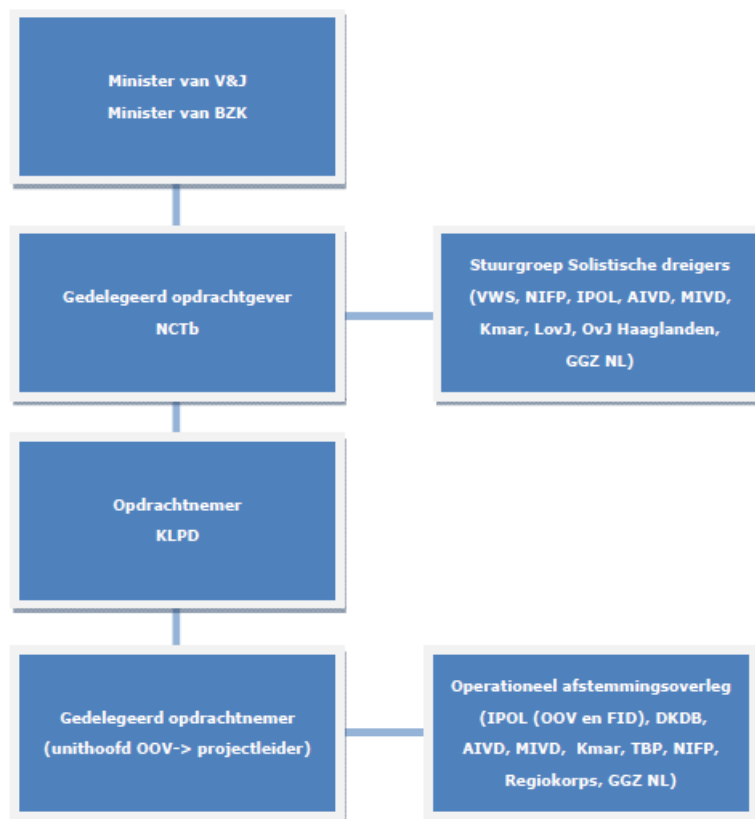 Minister van V&J
Minister van BZK
Gedelegeerd opdrachtgever
NCTb
Stuurgroep Solistische dreigers
(VWS, NIFP, IPOL, AIVD, MIVD,
Kmar, LovJ, OvJ Haaglanden,
GGZ NL)
Opdrachtnemer
KLPD
Gedelegeerd opdrachtnemer
(unithoofd OOV-> projectleider)
Operationeel afstemmingsoverleg
(IPOL (OOV en FID), DKDB,
AIVD, MIVD, Kmar, TBP, NIFP,
Regiokorps, GGZ NL)